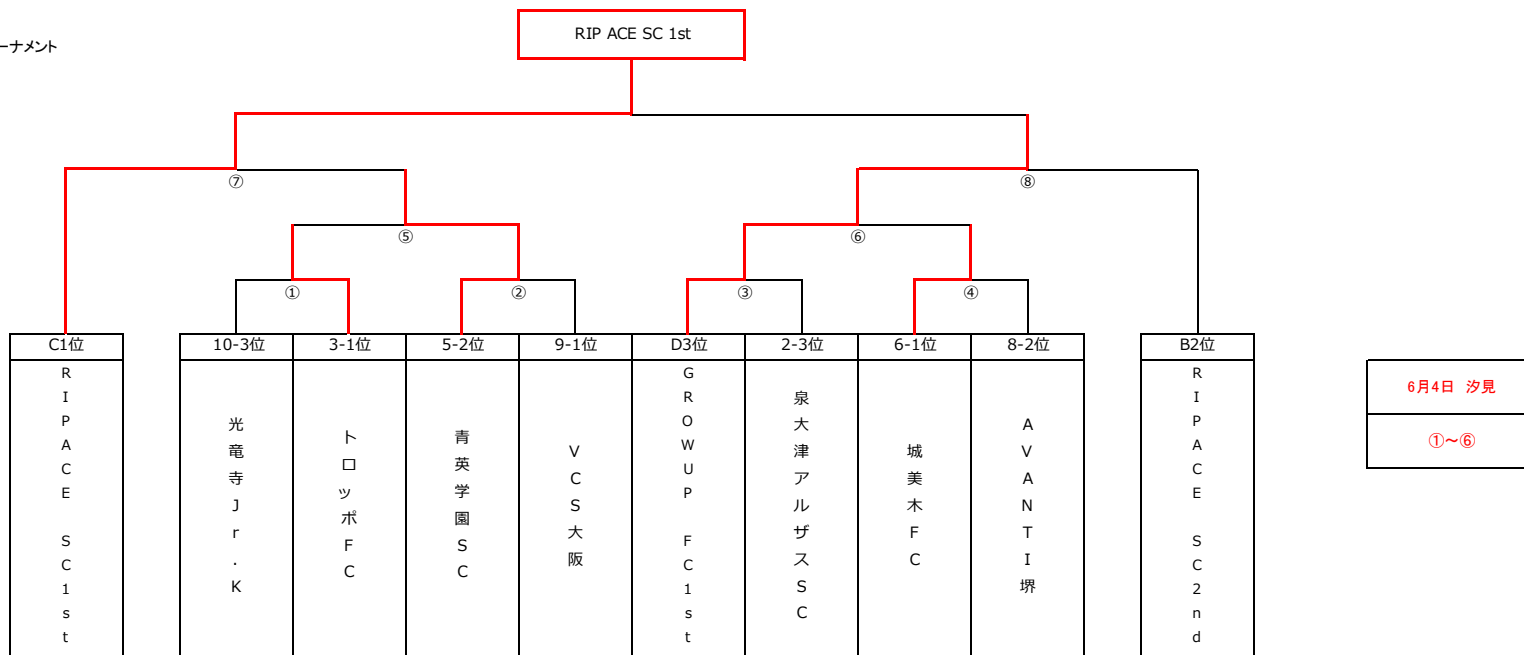 RIP ACE SC 1st
ーナメント
⑦
⑧
⑤
⑥
①
②
③
④
C1位
10-3位
3-1位
5-2位
9-1位
D3位
2-3位
6-1位
8-2位
B2位
RIPACE SC1st
光竜寺Jr.K
トロッポFC
青英学園SC
VCS大阪
GROWUP FC1st
泉大津アルザスSC
城美木FC
AVANTI堺
RIPACE SC2nd
6月4日 汐見
①~⑥